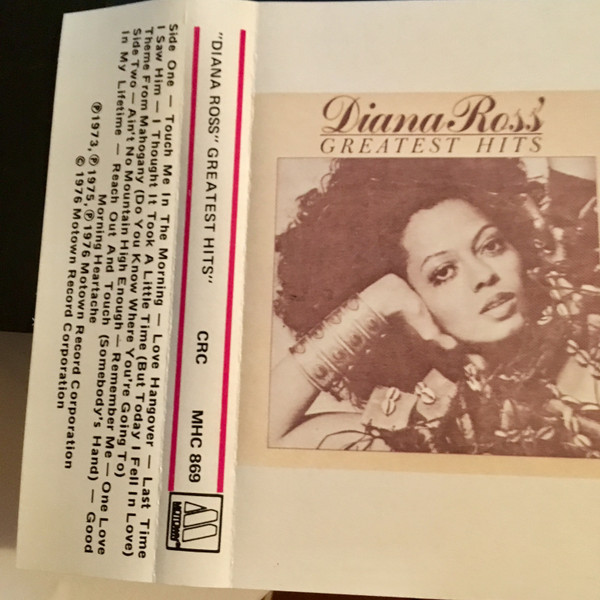 Diana Ross'
GREATEST HITS
"DIANA ROSS" GREATEST HITS" CRC MHC 869
MOTOWN®
Side One — Touch Me In The Morning — Love Hangover — Last Time
I Saw Him — I Thought It Took A Little Time (But Today I Fell In Love)
Theme From Mahogany (Do You Know Where You're Going To)
Side Two — Ain't No Mountain High Enough — Remember Me — One Love
In My Lifetime — Reach Out And Touch (Somebody's Hand) — Good
Morning Heartache
℗1973, ℗1975, ℗1976 Motown Record Corporation
© 1976 Motown Record Corporation